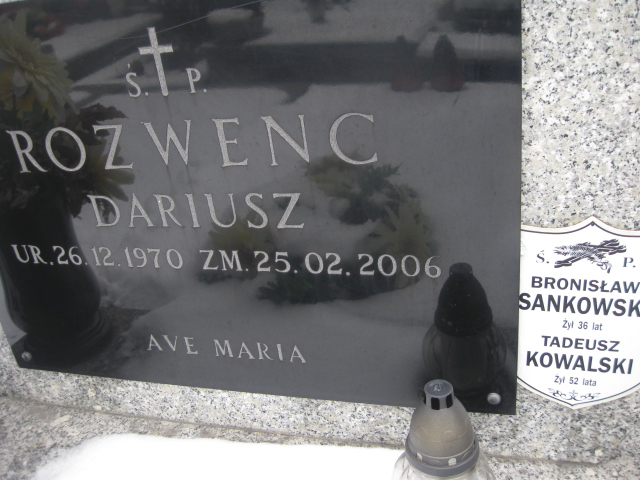 Ś. P.
ROZWENC
DARIUSZ
UR. 26.12.1970 ZM. 25.02.2006
AVE MARIA
Ś. P.
BRONISŁAW
SANKOWSK
Żył 36 lat
TADEUSZ
KOWALSKI
Żył 52 lata